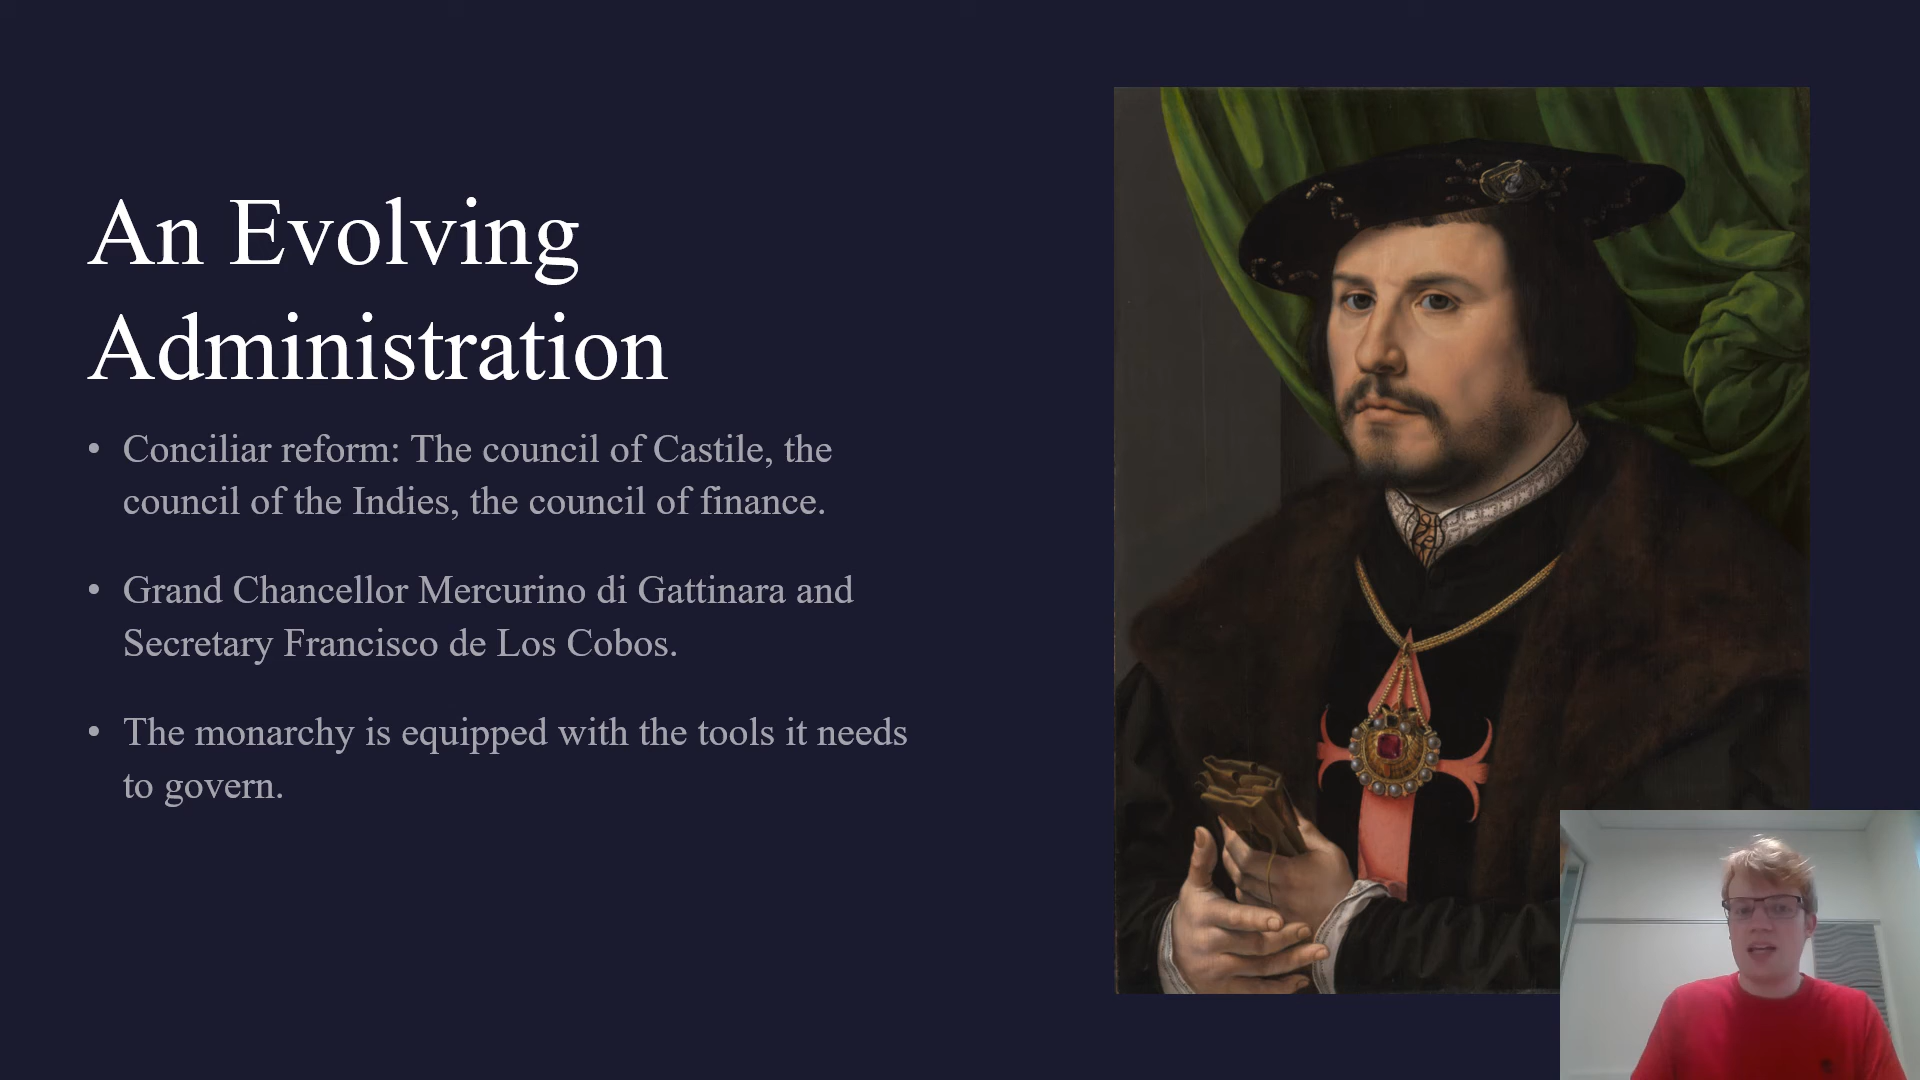 An Evolving
Administration
• Conciliar reform: The council of Castile, the
council of the Indies, the council of finance.
• Grand Chancellor Mercurino di Gattinara and
Secretary Francisco de Los Cobos.
• The monarchy is equipped with the tools it needs
to govern.